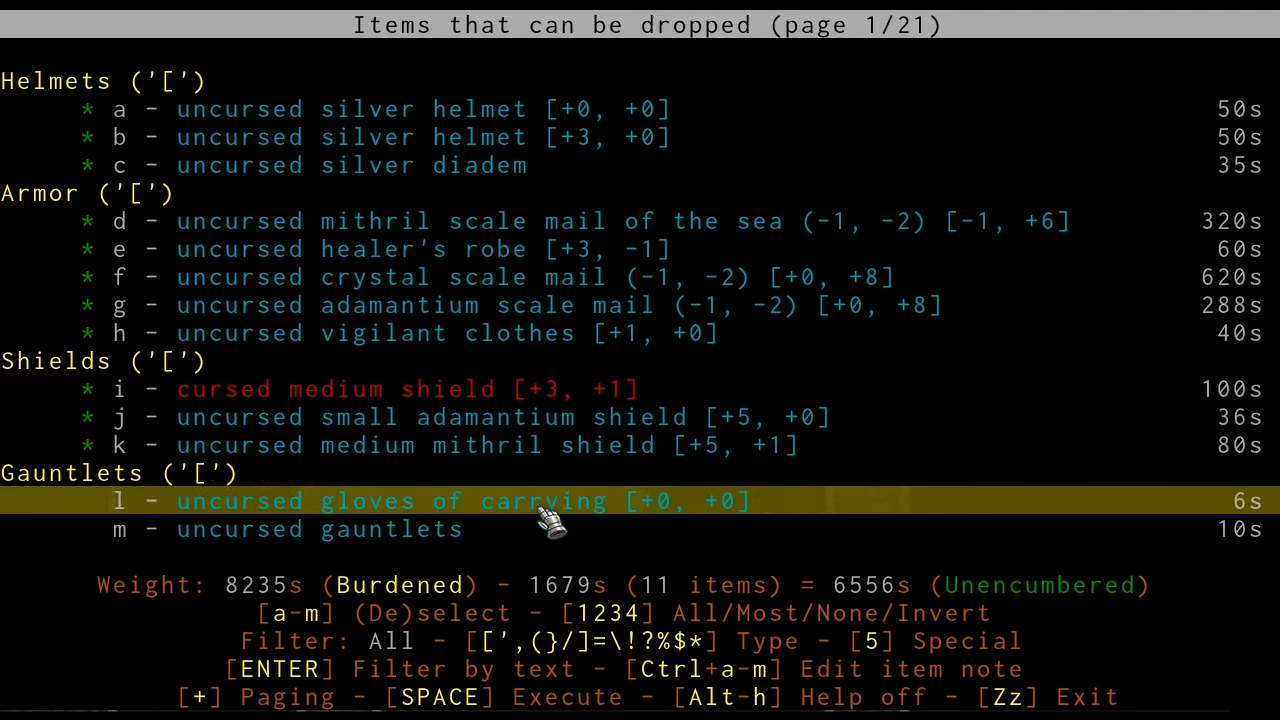 Items that can be dropped (page 1/21)
Helmets ('[')
* a - uncursed silver helmet [+0, +0] 50s
* b - uncursed silver helmet [+3, +0] 50s
* c - uncursed silver diadem 35s
Armor ('[')
* d - uncursed mithril scale mail of the sea (-1, -2) [-1, +6] 320s
* e - uncursed healer's robe [+3, -1] 60s
* f - uncursed crystal scale mail (-1, -2) [+0, +8] 620s
* g - uncursed adamantium scale mail (-1, -2) [+0, +8] 288s
* h - uncursed vigilant clothes [+1, +0] 40s
Shields ('[')
* i - cursed medium shield [+3, +1] 100s
* j - uncursed small adamantium shield [+5, +0] 36s
* k - uncursed medium mithril shield [+5, +1] 80s
Gauntlets ('[')
l - uncursed gloves of carrying [+0, +0] 6s
m - uncursed gauntlets 10s
Weight: 8235s (Burdened) - 1679s (11 items) = 6556s (Unencumbered)
[a-m] (De)select - [1234] All/Most/None/Invert
Filter: All - [[',(}/]=\!?%$*] Type - [5] Special
[ENTER] Filter by text - [Ctrl+a-m] Edit item note
[+] Paging - [SPACE] Execute - [Alt-h] Help off - [Zz] Exit